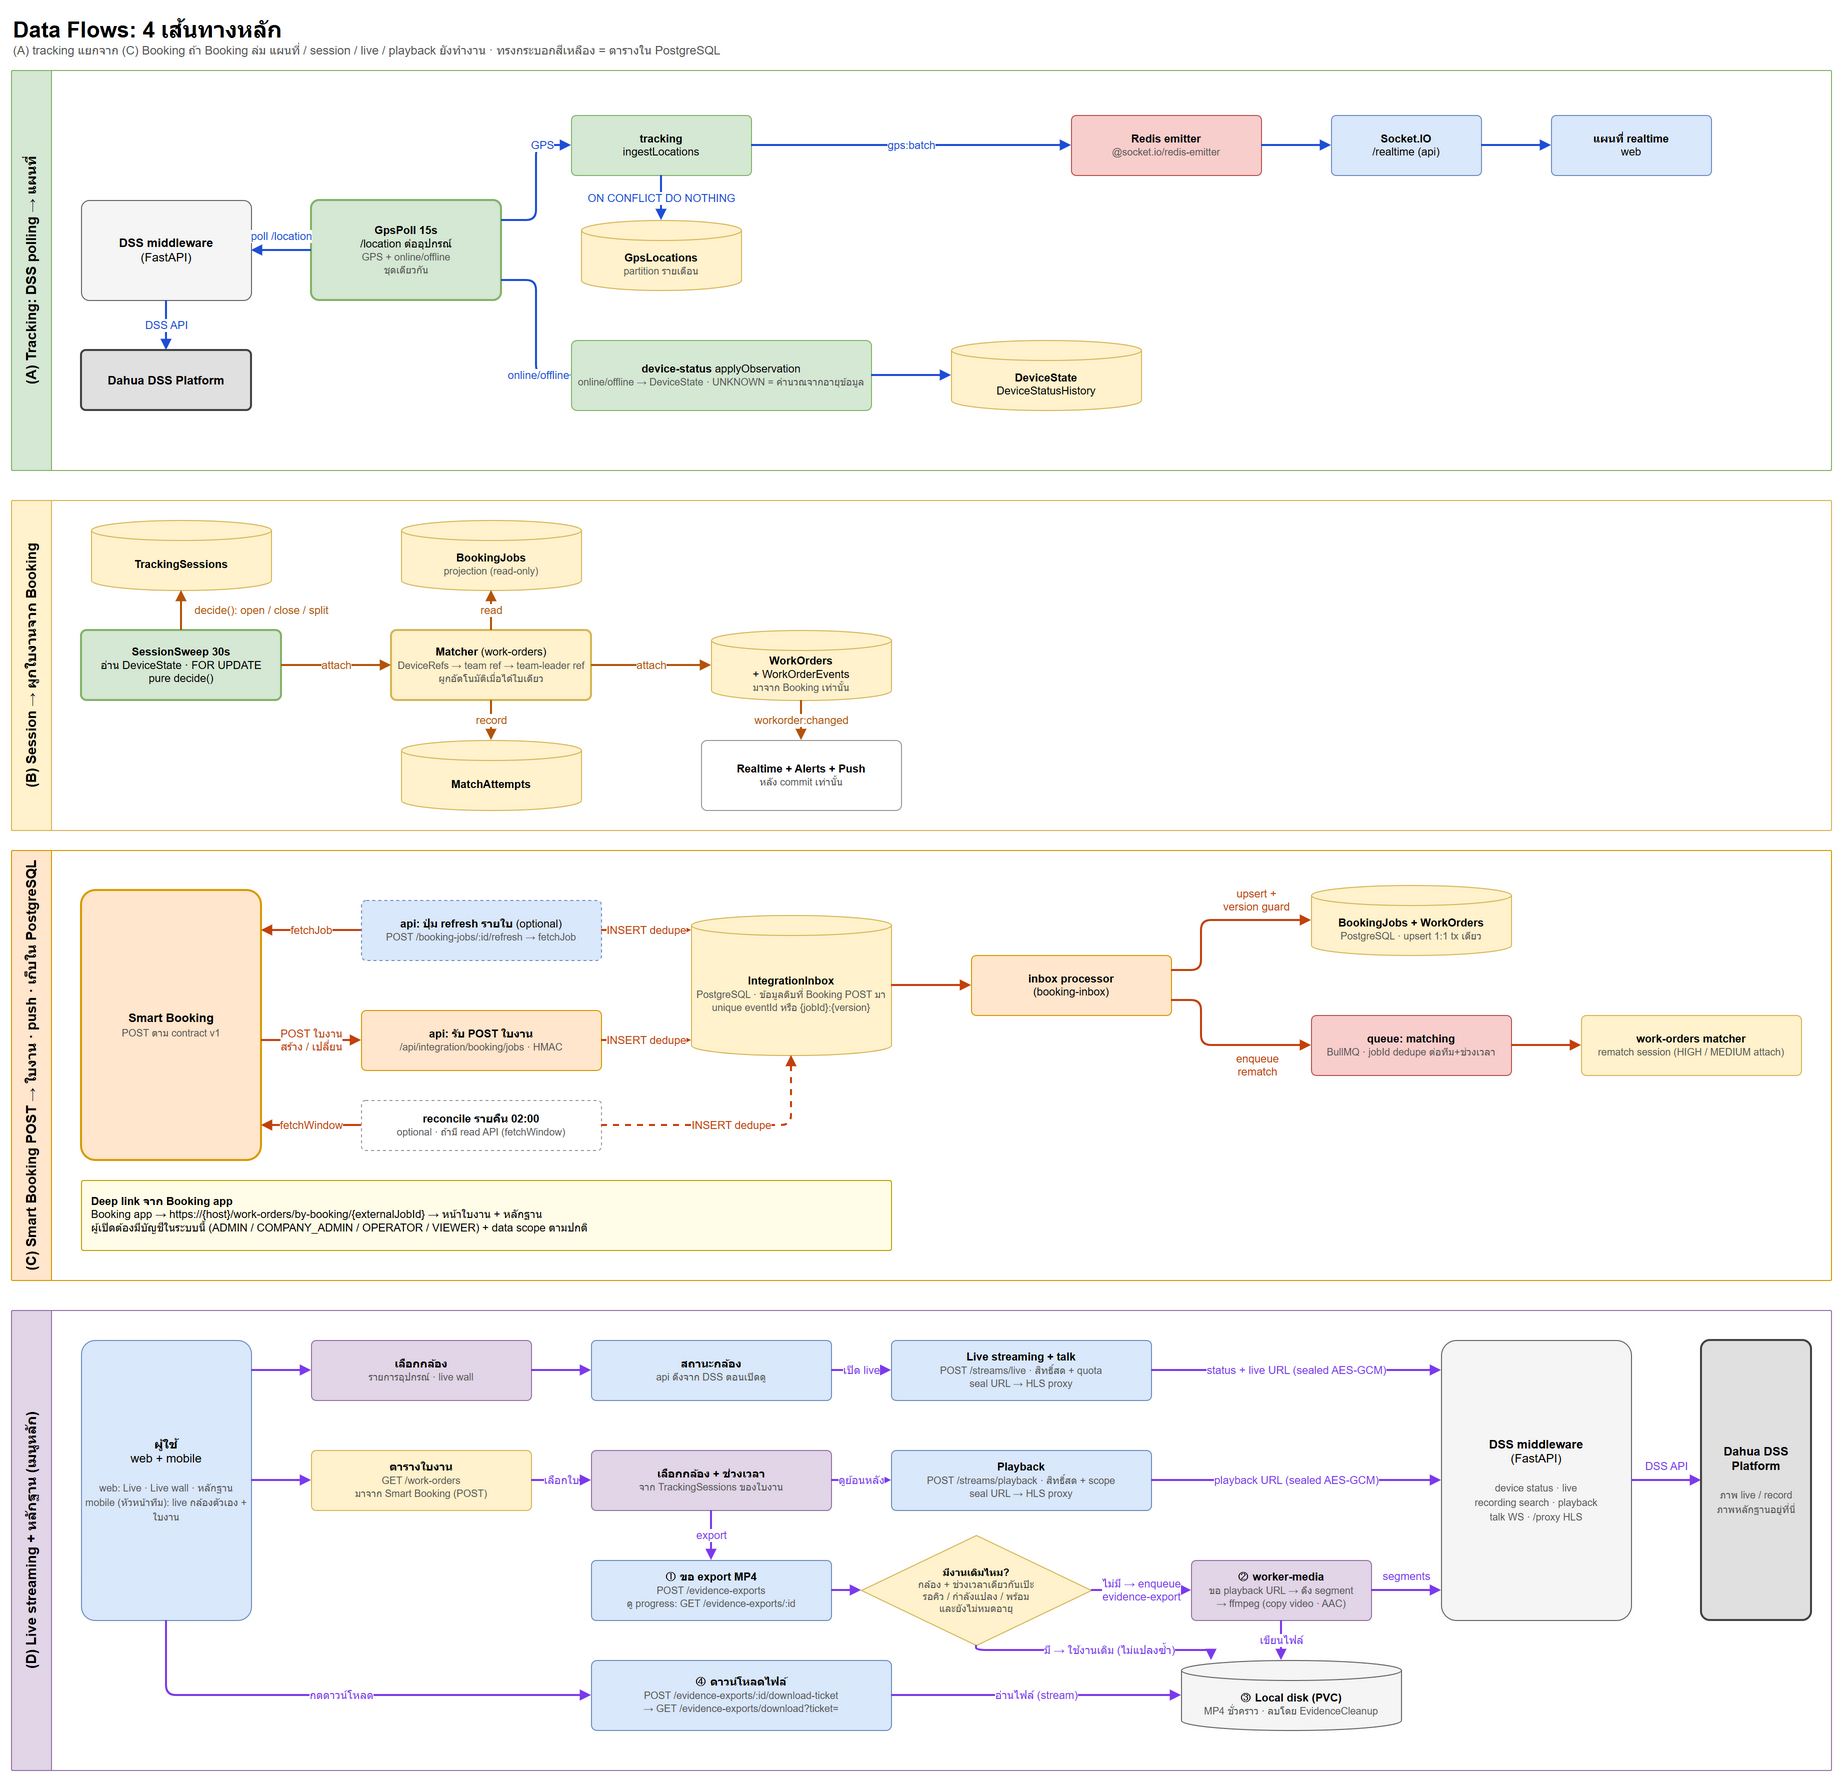 Data Flows: 4 เส้นทางหลัก
(A) tracking แยกจาก (C) Booking ถ้า Booking ล่ม แผนที่ / session / live / playback ยังทำงาน · ทรงกระบอกสีเหลือง = ตารางใน PostgreSQL
(A) Tracking: DSS polling → แผนที่
DSS middleware
(FastAPI)
poll /location
GpsPoll 15s
/location ต่ออุปกรณ์
GPS + online/offline
ชุดเดียวกัน
DSS API
Dahua DSS Platform
GPS
tracking
ingestLocations
gps:batch
Redis emitter
@socket.io/redis-emitter
Socket.IO
/realtime (api)
แผนที่ realtime
web
ON CONFLICT DO NOTHING
GpsLocations
partition รายเดือน
online/offline
device-status applyObservation
online/offline → DeviceState · UNKNOWN = คำนวณจากอายุข้อมูล
DeviceState
DeviceStatusHistory
(B) Session → ผูกใบงานจาก Booking
TrackingSessions
decide(): open / close / split
SessionSweep 30s
อ่าน DeviceState · FOR UPDATE
pure decide()
attach
BookingJobs
projection (read-only)
read
Matcher (work-orders)
DeviceRefs → team ref → team-leader ref
ผูกอัตโนมัติเมื่อได้ใบเดียว
record
MatchAttempts
attach
WorkOrders
+ WorkOrderEvents
มาจาก Booking เท่านั้น
workorder:changed
Realtime + Alerts + Push
หลัง commit เท่านั้น
(C) Smart Booking POST → ใบงาน · push · เก็บใน PostgreSQL
Smart Booking
POST ตาม contract v1
fetchJob
api: ปุ่ม refresh รายใบ (optional)
POST /booking-jobs/:id/refresh → fetchJob
INSERT dedupe
POST ใบงาน
สร้าง / เปลี่ยน
api: รับ POST ใบงาน
/api/integration/booking/jobs · HMAC
INSERT dedupe
fetchWindow
reconcile รายคืน 02:00
optional · ถ้ามี read API (fetchWindow)
INSERT dedupe
IntegrationInbox
PostgreSQL · ข้อมูลดิบที่ Booking POST มา
unique eventId หรือ {jobId}:{version}
inbox processor
(booking-inbox)
upsert +
version guard
BookingJobs + WorkOrders
PostgreSQL · upsert 1:1 tx เดียว
enqueue
rematch
queue: matching
BullMQ · jobId dedupe ต่อทีม+ช่วงเวลา
work-orders matcher
rematch session (HIGH / MEDIUM attach)
Deep link จาก Booking app
Booking app → https://{host}/work-orders/by-booking/{externalJobId} → หน้าใบงาน + หลักฐาน
ผู้เปิดต้องมีบัญชีในระบบนี้ (ADMIN / COMPANY_ADMIN / OPERATOR / VIEWER) + data scope ตามปกติ
(D) Live streaming + หลักฐาน (เมนูหลัก)
ผู้ใช้
web + mobile
web: Live · Live wall · หลักฐาน
mobile (หัวหน้าทีม): live กล้องตัวเอง +
ใบงาน
เลือกกล้อง
รายการอุปกรณ์ · live wall
สถานะกล้อง
api ดึงจาก DSS ตอนเปิดดู
เปิด live
Live streaming + talk
POST /streams/live · สิทธิ์สด + quota
seal URL → HLS proxy
status + live URL (sealed AES-GCM)
ตารางใบงาน
GET /work-orders
มาจาก Smart Booking (POST)
เลือกใบ
เลือกกล้อง + ช่วงเวลา
จาก TrackingSessions ของใบงาน
ดูย้อนหลัง
Playback
POST /streams/playback · สิทธิ์สด + scope
seal URL → HLS proxy
playback URL (sealed AES-GCM)
DSS middleware
(FastAPI)
device status · live
recording search · playback
talk WS · /proxy HLS
DSS API
Dahua DSS
Platform
ภาพ live / record
ภาพหลักฐานอยู่ที่นี่
export
① ขอ export MP4
POST /evidence-exports
ดู progress: GET /evidence-exports/:id
มีงานเดิมไหม?
กล้อง + ช่วงเวลาเดียวกันเป๊ะ
รอคิว / กำลังแปลง / พร้อม
และยังไม่หมดอายุ
ไม่มี → enqueue
evidence-export
② worker-media
ขอ playback URL → ดึง segment
→ ffmpeg (copy video · AAC)
segments
เขียนไฟล์
มี → ใช้งานเดิม (ไม่แปลงซ้ำ)
กดดาวน์โหลด
④ ดาวน์โหลดไฟล์
POST /evidence-exports/:id/download-ticket
→ GET /evidence-exports/download?ticket=
อ่านไฟล์ (stream)
③ Local disk (PVC)
MP4 ชั่วคราว · ลบโดย EvidenceCleanup